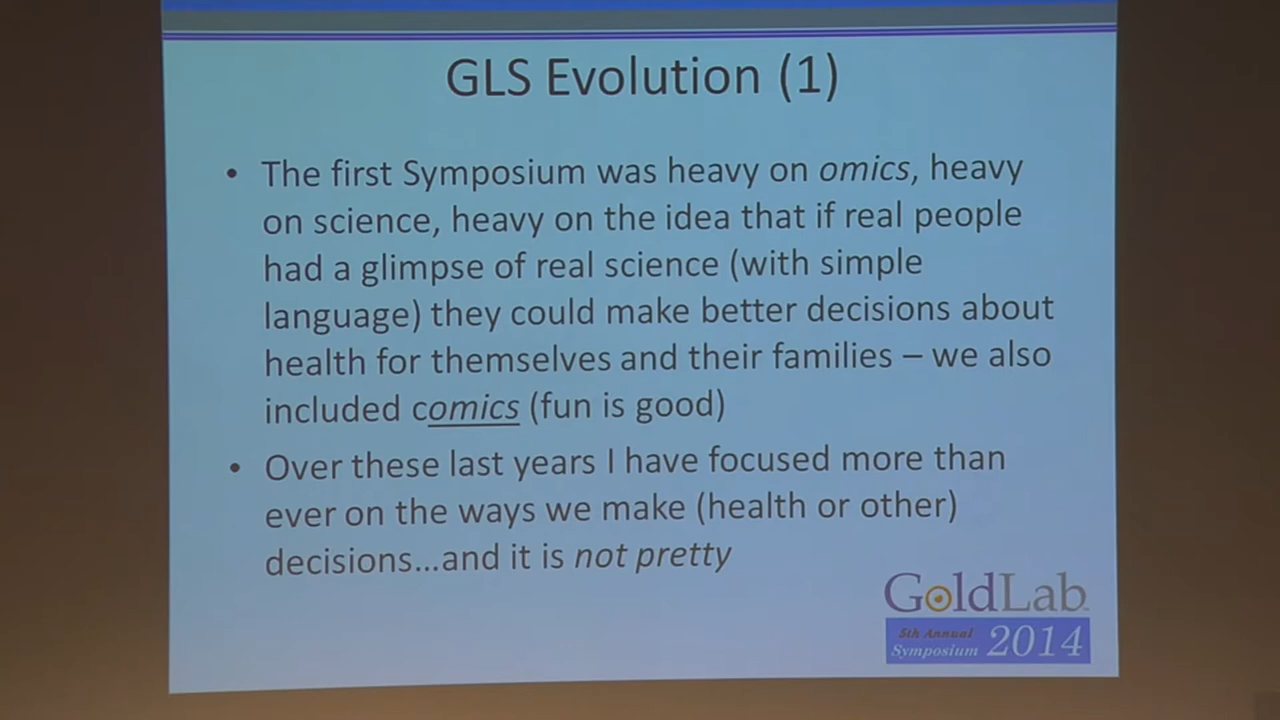 GLS Evolution (1)
• The first Symposium was heavy on omics, heavy
on science, heavy on the idea that if real people
had a glimpse of real science (with simple
language) they could make better decisions about
health for themselves and their families – we also
included comics (fun is good)
• Over these last years I have focused more than
ever on the ways we make (health or other)
decisions...and it is not pretty
GoldLab
5th Annual
Symposium 2014